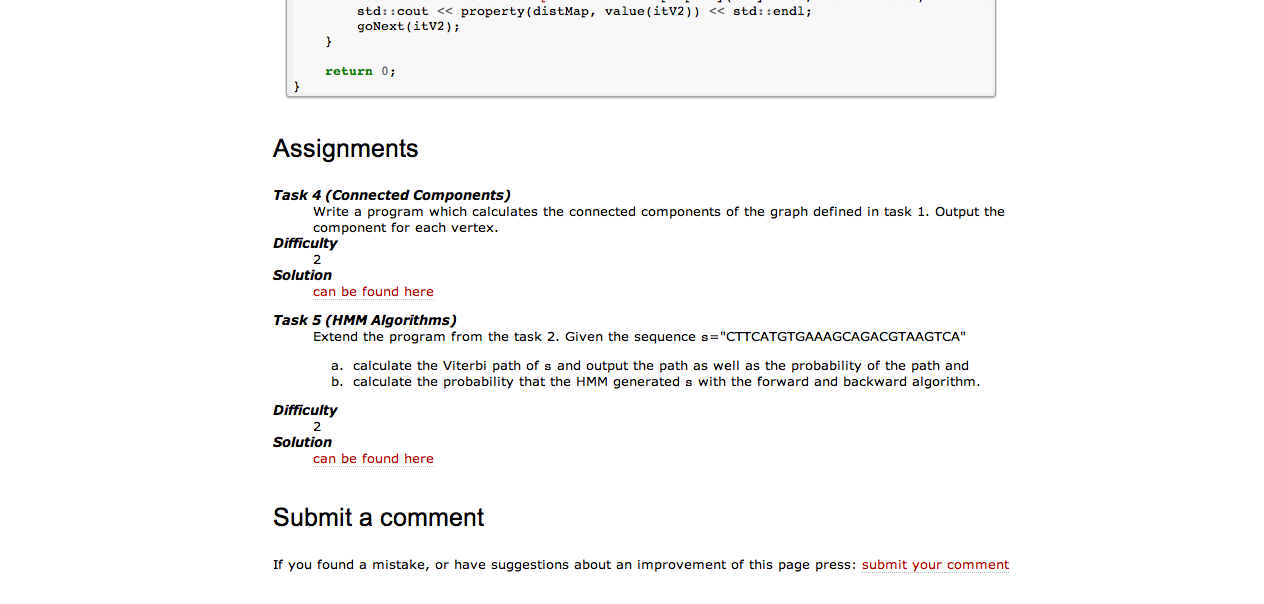 std::cout << property(distMap, value(itV2)) << std::endl;
goNext(itV2);
}
return 0;
}
Assignments
Task 4 (Connected Components)
Write a program which calculates the connected components of the graph defined in task 1. Output the
component for each vertex.
Difficulty
2
Solution
can be found here
Task 5 (HMM Algorithms)
Extend the program from the task 2. Given the sequence s="CTTCATGTGAAAGCAGACGTAAGTCA"
a. calculate the Viterbi path of s and output the path as well as the probability of the path and
b. calculate the probability that the HMM generated s with the forward and backward algorithm.
Difficulty
2
Solution
can be found here
Submit a comment
If you found a mistake, or have suggestions about an improvement of this page press: submit your comment